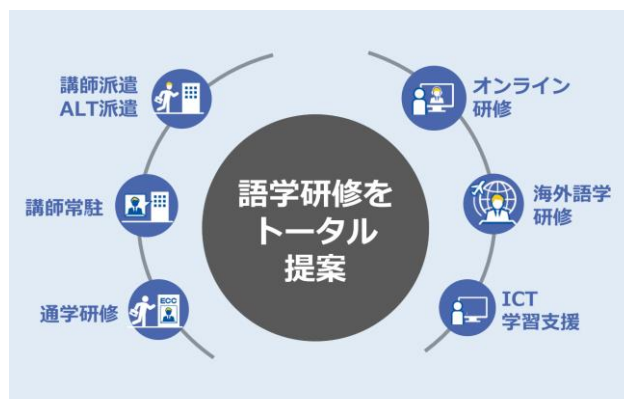 講師派遣
ALT派遣
講師常駐
通学研修
ECC
語学研修を
トータル
提案
オンライン
研修
海外語学
研修
ICT
学習支援